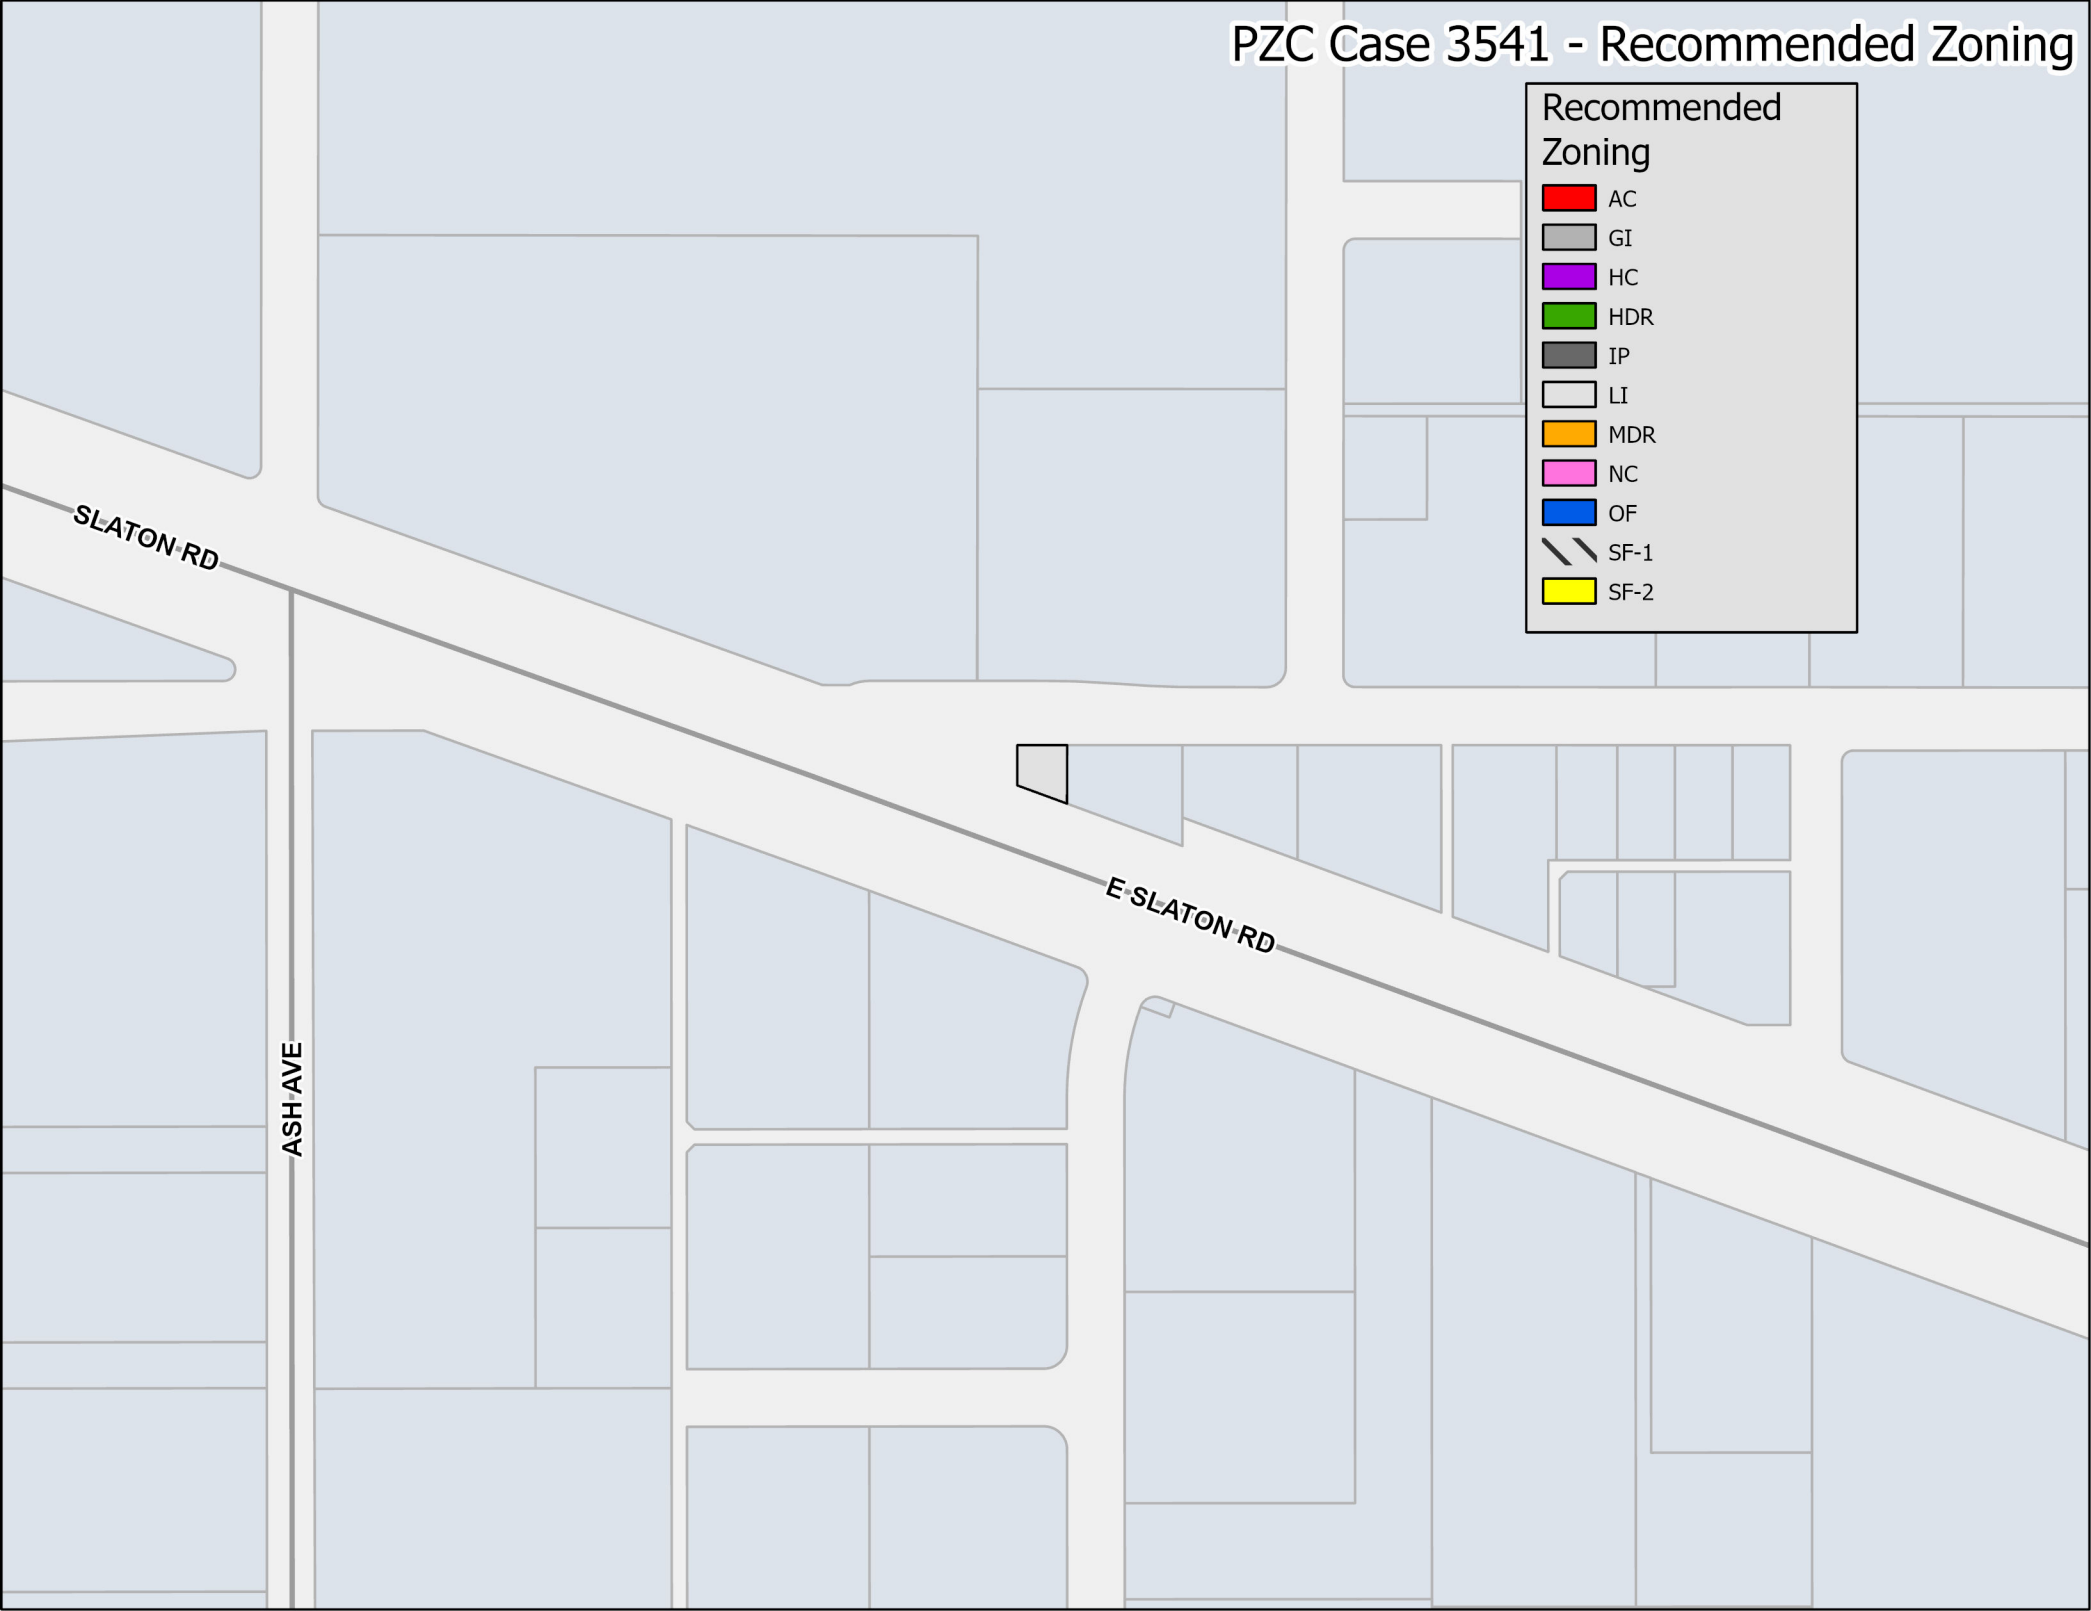 PZC Case 3541 - Recommended Zoning
Recommended
Zoning
AC
GI
HC
HDR
IP
LI
MDR
NC
OF
SF-1
SF-2
SLATON RD
E SLATON RD
ASH AVE